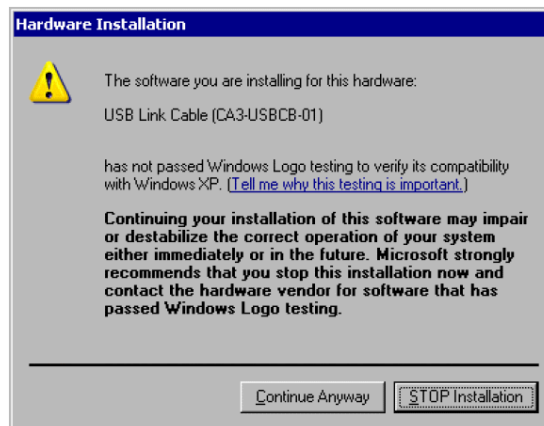 Hardware Installation
The software you are installing for this hardware:
USB Link Cable (CA3-USBCB-01)
has not passed Windows Logo testing to verify its compatibility
with Windows XP. (Tell me why this testing is important.)
Continuing your installation of this software may impair
or destabilize the correct operation of your system
either immediately or in the future. Microsoft strongly
recommends that you stop this installation now and
contact the hardware vendor for software that has
passed Windows Logo testing.
Continue Anyway STOP Installation